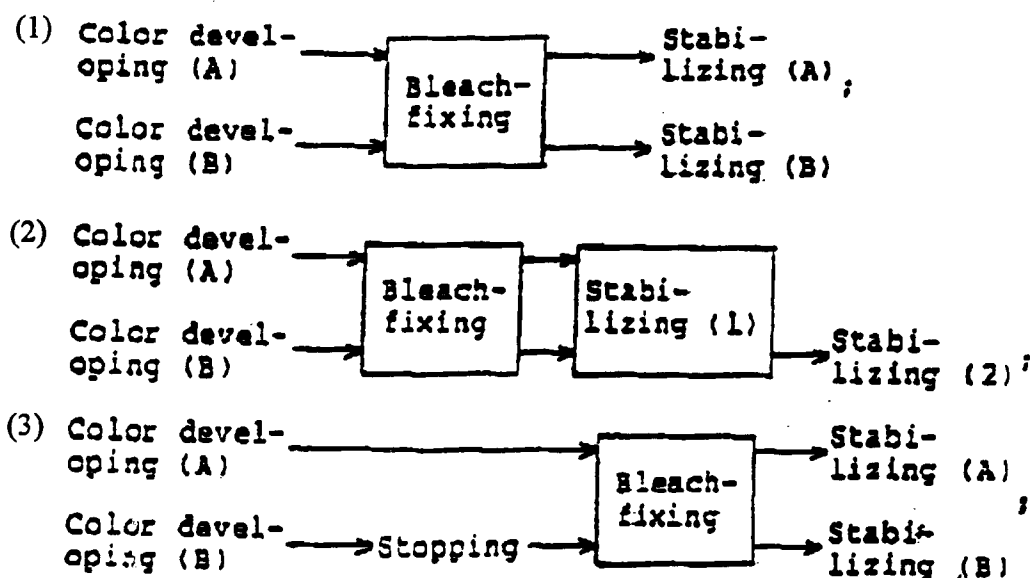 (1) Color devel-
oping (A)
Bleach-
fixing
Stabi-
lizing (A),
Color devel-
oping (B)
Stabi-
lizing (B)
(2) Color devel-
oping (A)
Bleach-
fixing
Stabi-
lizing (1)
Color devel-
oping (B)
Stabi-
lizing (2);
(3) Color devel-
oping (A)
Bleach-
fixing
Stabi-
lizing (A)
;
Color devel-
oping (B)
Stopping
Stabi-
lizing (B)